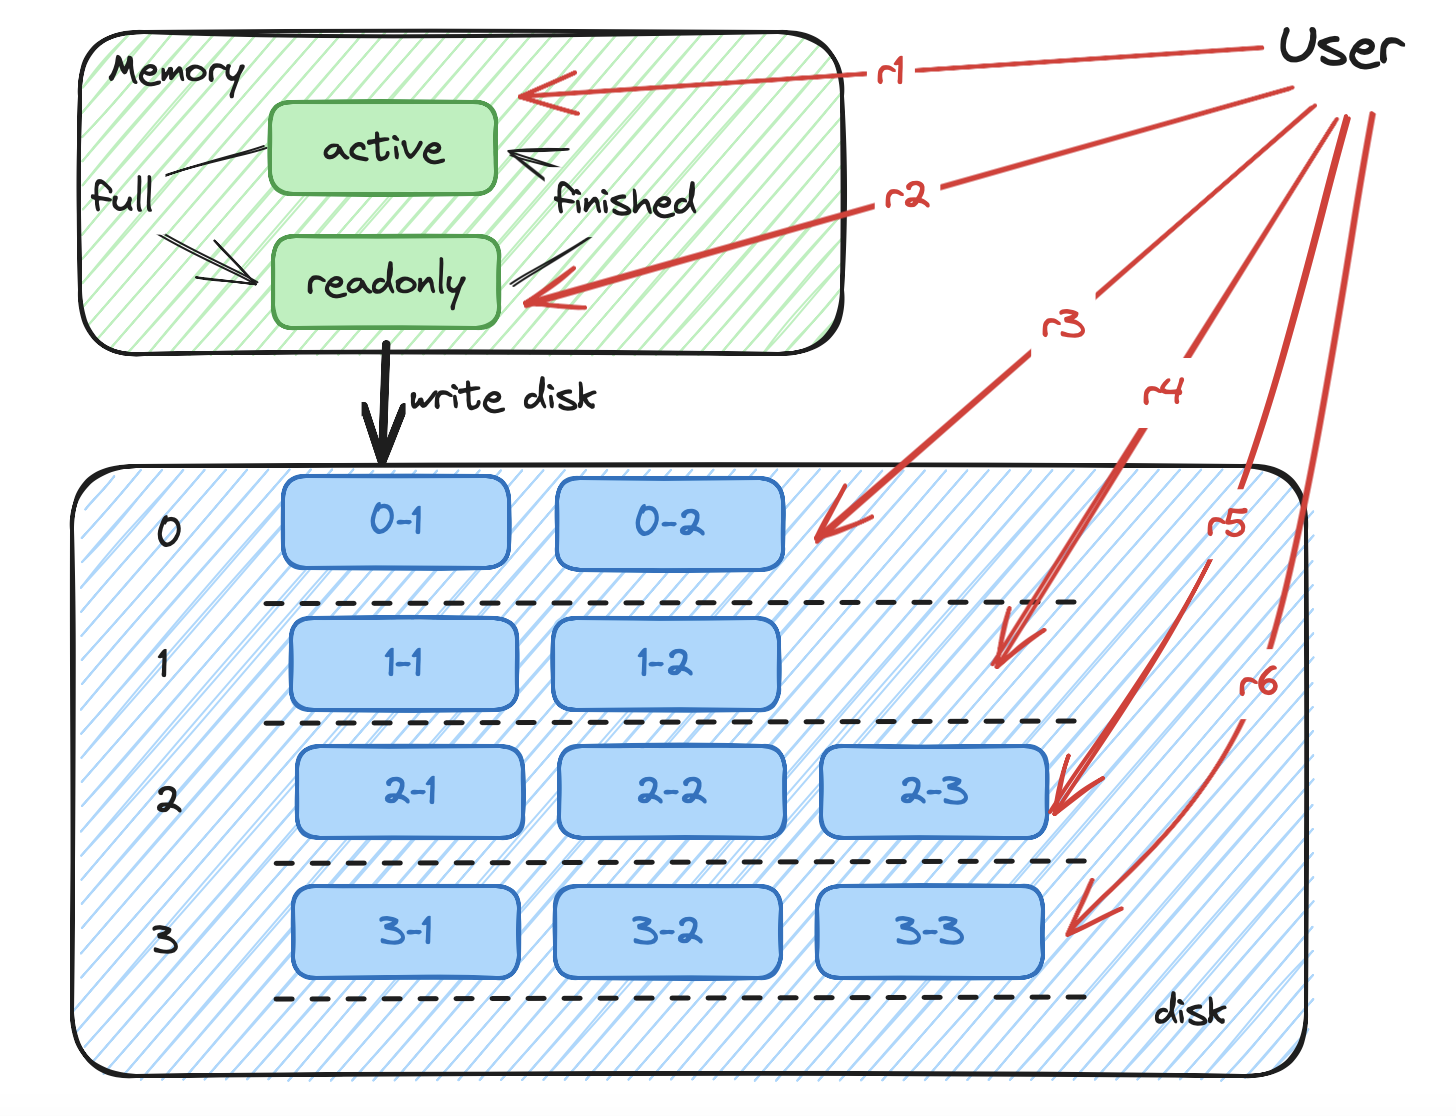 User
Memory
r1
active
full
finished
r2
readonly
r3
write disk
r4
0
0-1
0-2
r5
1
1-1
1-2
r6
2
2-1
2-2
2-3
3
3-1
3-2
3-3
disk